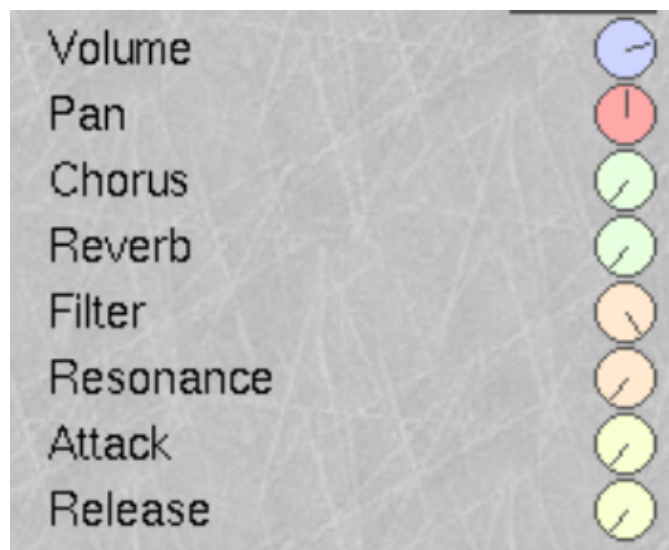 Volume
Pan
Chorus
Reverb
Filter
Resonance
Attack
Release